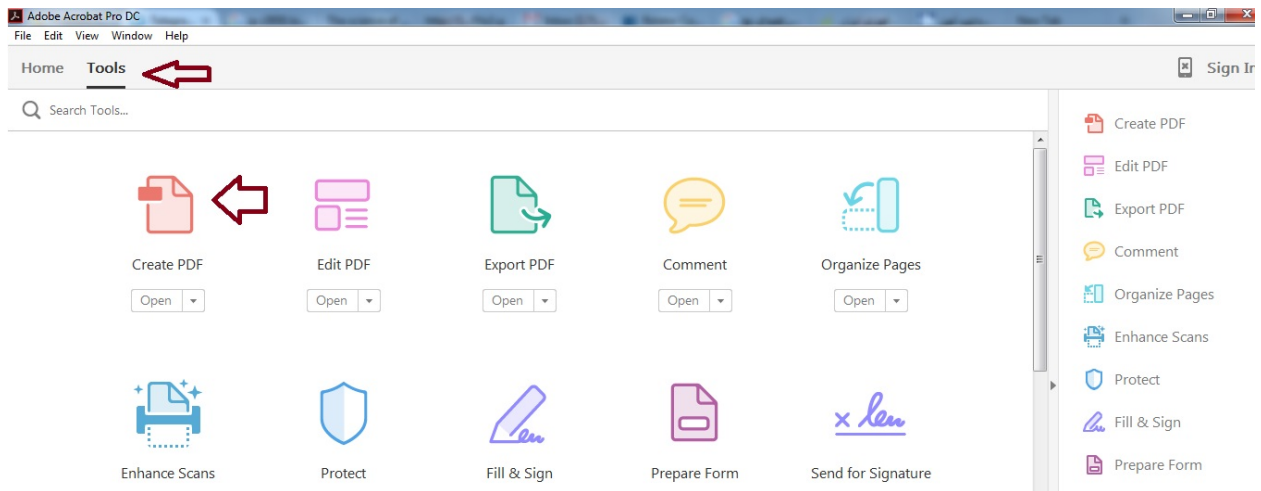 Adobe Acrobat Pro DC
File Edit View Window Help
Home Tools
Sign In
Search Tools...
Create PDF
Edit PDF
Export PDF
Comment
Organize Pages
Open
Open
Open
Open
Open
Enhance Scans
Protect
Fill & Sign
Prepare Form
Send for Signature
Create PDF
Edit PDF
Export PDF
Comment
Organize Pages
Enhance Scans
Protect
Fill & Sign
Prepare Form